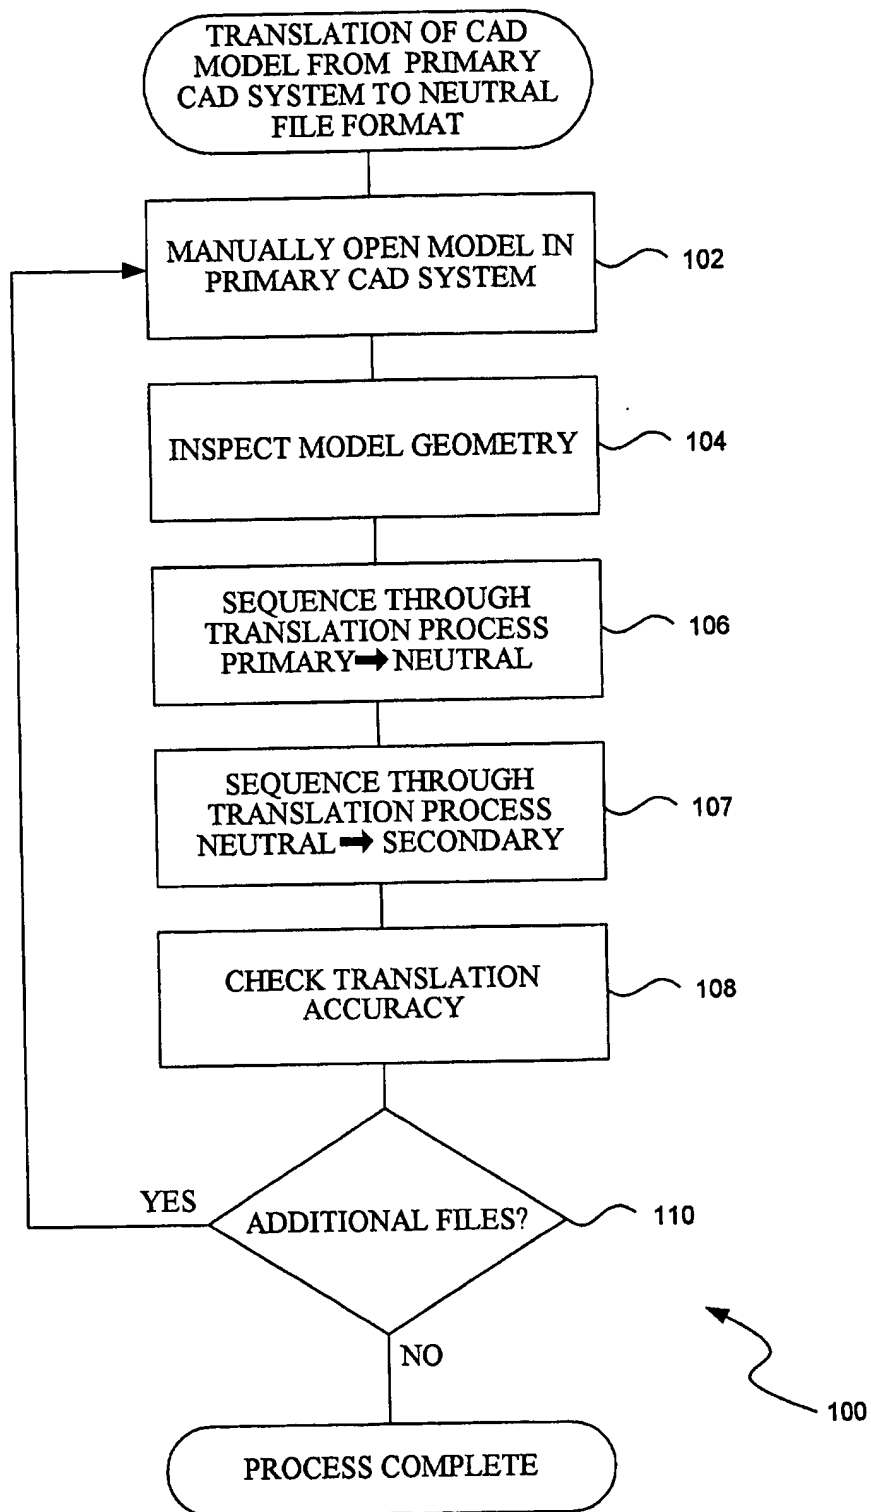 TRANSLATION OF CAD
MODEL FROM PRIMARY
CAD SYSTEM TO NEUTRAL
FILE FORMAT
MANUALLY OPEN MODEL IN
PRIMARY CAD SYSTEM
102
INSPECT MODEL GEOMETRY
104
SEQUENCE THROUGH
TRANSLATION PROCESS
PRIMARY➡NEUTRAL
106
SEQUENCE THROUGH
TRANSLATION PROCESS
NEUTRAL➡SECONDARY
107
CHECK TRANSLATION
ACCURACY
108
YES
ADDITIONAL FILES?
110
NO
100
PROCESS COMPLETE